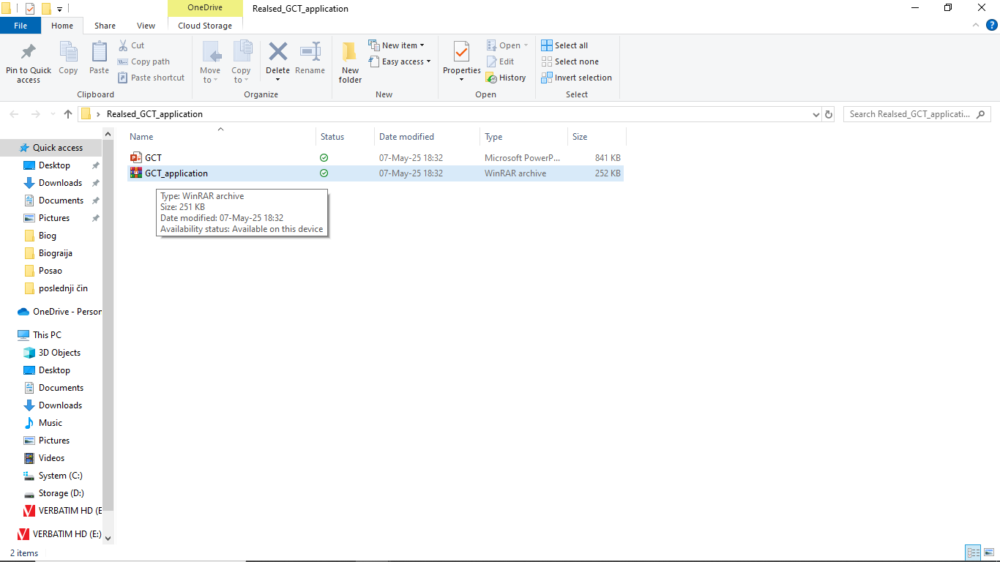 OneDrive
Realsed_GCT_application
File
Home
Share
View
Cloud Storage
Pin to Quick access
Copy
Paste
Cut
Copy path
Paste shortcut
Clipboard
Move to
Copy to
Delete
Rename
Organize
New folder
New item
Easy access
New
Properties
Open
Edit
History
Open
Select all
Select none
Invert selection
Select
Realsed_GCT_application
Search Realsed_GCT_applicati...
Name
Status
Date modified
Type
Size
GCT
07-May-25 18:32
Microsoft PowerP...
841 KB
GCT_application
07-May-25 18:32
WinRAR archive
252 KB
Type: WinRAR archive
Size: 251 KB
Date modified: 07-May-25 18:32
Availability status: Available on this device
Quick access
Desktop
Downloads
Documents
Pictures
Biog
Biograija
Posao
poslednji čin
OneDrive - Person
This PC
3D Objects
Desktop
Documents
Downloads
Music
Pictures
Videos
System (C:)
Storage (D:)
VERBATIM HD (E
VERBATIM HD (E:)
2 items